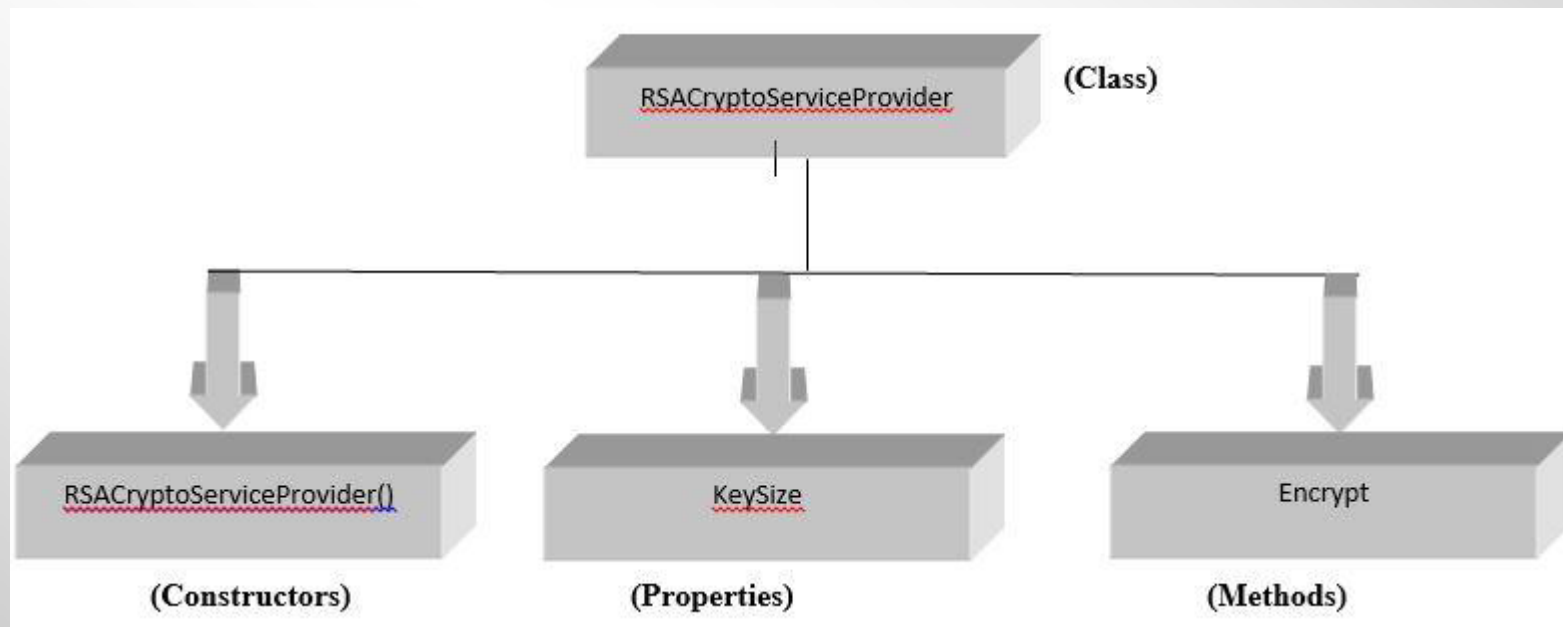 RSACryptoServiceProvider
(Class)
RSACryptoServiceProvider()
KeySize
Encrypt
(Constructors)
(Properties)
(Methods)